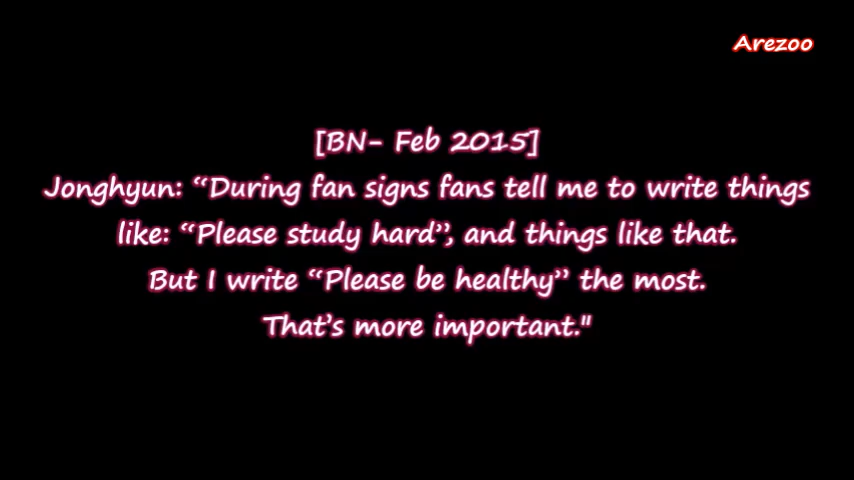 Arezoo
[BN- Feb 2015]
Jonghyun: “During fan signs fans tell me to write things
like: “Please study hard”, and things like that.
But I write “Please be healthy” the most.
That’s more important."